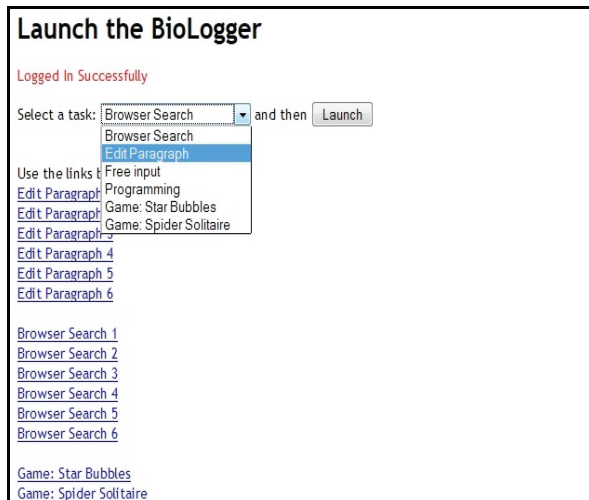 Launch the BioLogger
Logged In Successfully
Select a task: Browser Search and then Launch
Browser Search
Edit Paragraph
Free input
Programming
Game: Star Bubbles
Game: Spider Solitaire
Use the links
Edit Paragraph
Edit Paragraph
Edit Paragraph
Edit Paragraph 4
Edit Paragraph 5
Edit Paragraph 6
Browser Search 1
Browser Search 2
Browser Search 3
Browser Search 4
Browser Search 5
Browser Search 6
Game: Star Bubbles
Game: Spider Solitaire